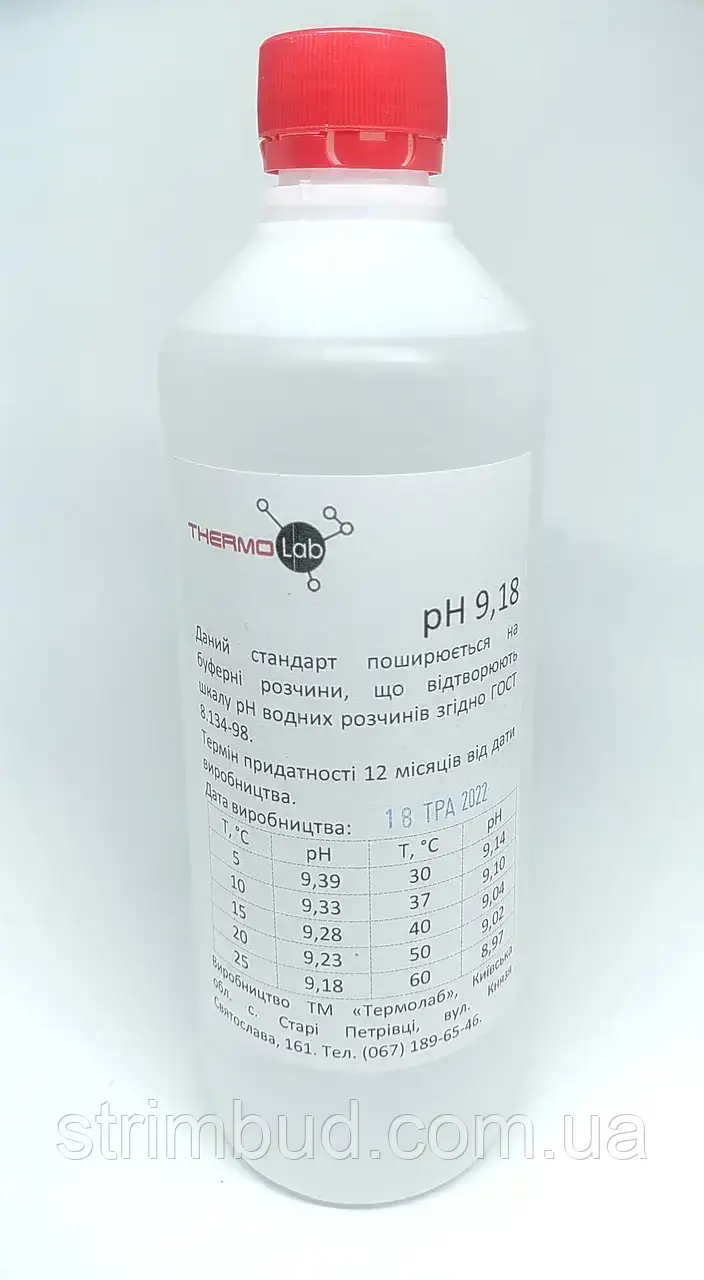 THERMO Lab
pH 9,18
Даний стандарт поширюється на
буферні розчини, що відтворюють
шкалу pH водних розчинів згідно ГОСТ
8.134-98.
Термін придатності 12 місяців від дати
виробництва.
Дата виробництва: 18 ТРА 2022
T, °C pH T, °C pH
5 9,39 30 9,14
10 9,33 37 9,10
15 9,28 40 9,04
20 9,23 50 9,02
25 9,18 60 8,97
Виробництво ТМ «Термолаб», Київська
обл. с. Старі Петрівці, вул. Князя
Святослава, 161. Тел. (067) 189-65-46.
strimbud.com.ua